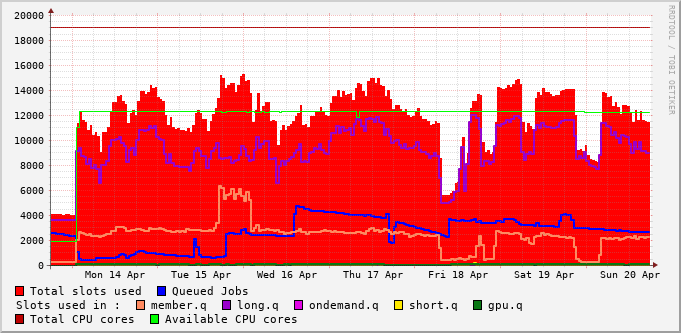 20000
18000
16000
14000
12000
10000
8000
6000
4000
2000
0
Mon 14 Apr Tue 15 Apr Wed 16 Apr Thu 17 Apr Fri 18 Apr Sat 19 Apr Sun 20 Apr
Total slots used Queued Jobs
Slots used in : member.q long.q ondemand.q short.q gpu.q
Total CPU cores Available CPU cores
RRDTOOL / TOBI OETIKER